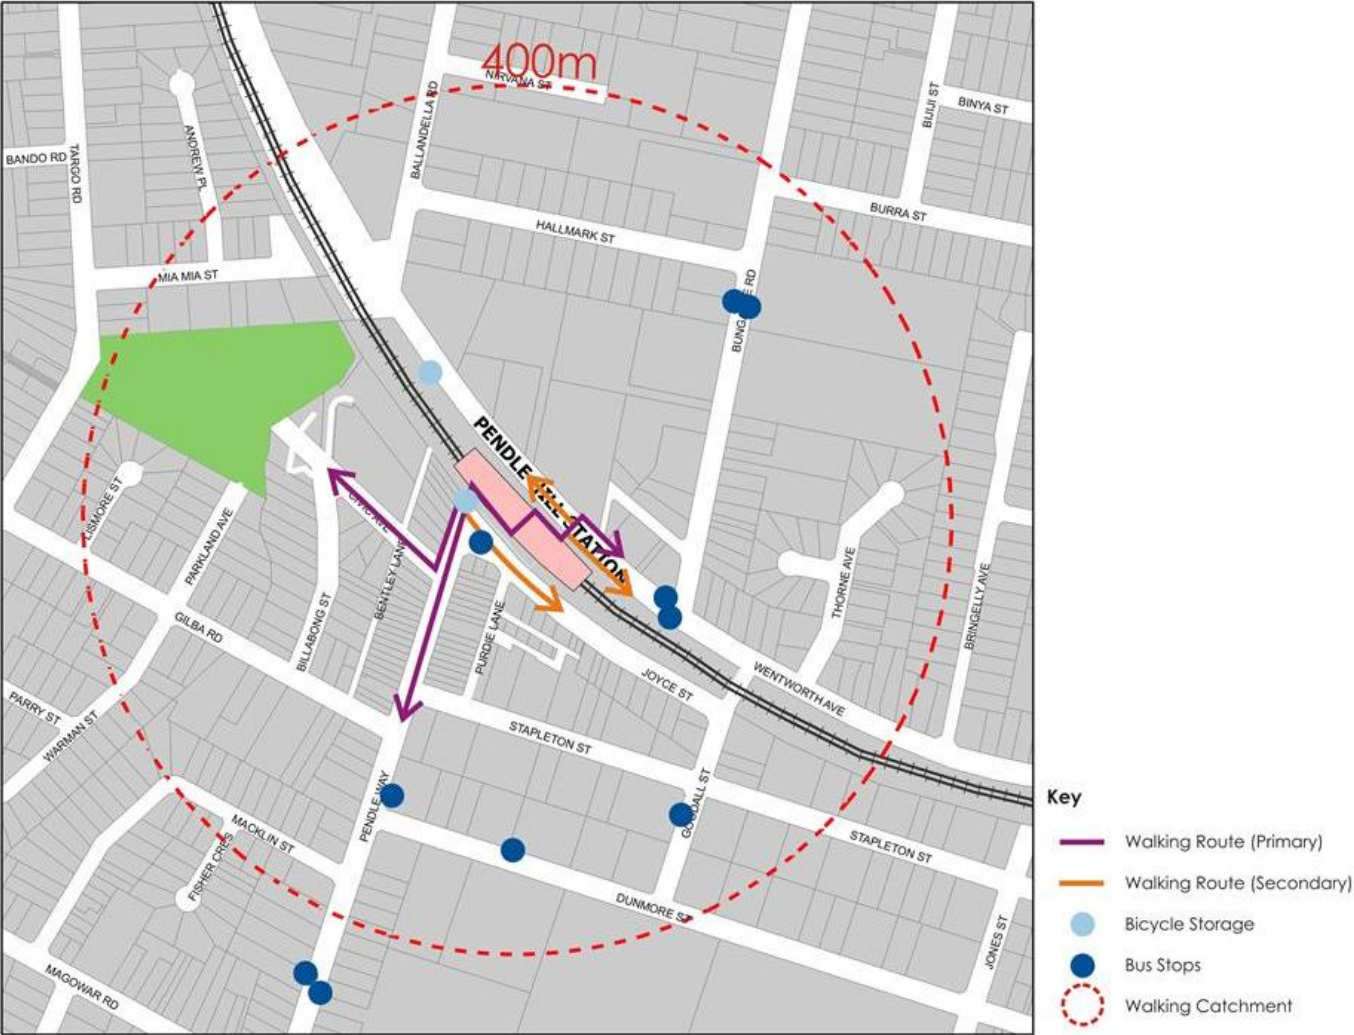 400m
NIRVANA ST
BALLANDELLA RD
BIJIJI ST
BINYA ST
BANDO RD
TARGO RD
ANDREW PL
BURRA ST
HALLMARK ST
MIA MIA ST
RD
PENDLE HILL STATION
CIVIC AVE
LISMORE ST
PARKLAND AVE
BENTLEY LANE
THORNE AVE
BRINGELLY AVE
BILLABONG ST
PURDIE LANE
GILBA RD
JOYCE ST
WENTWORTH AVE
PARRY ST
WARMAN ST
STAPLETON ST
PENDLE WAY
GOODALL ST
MACKLIN ST
FISHER CRES
STAPLETON ST
DUNMORE ST
JONES ST
MAGOWAR RD
Key
Walking Route (Primary)
Walking Route (Secondary)
Bicycle Storage
Bus Stops
Walking Catchment